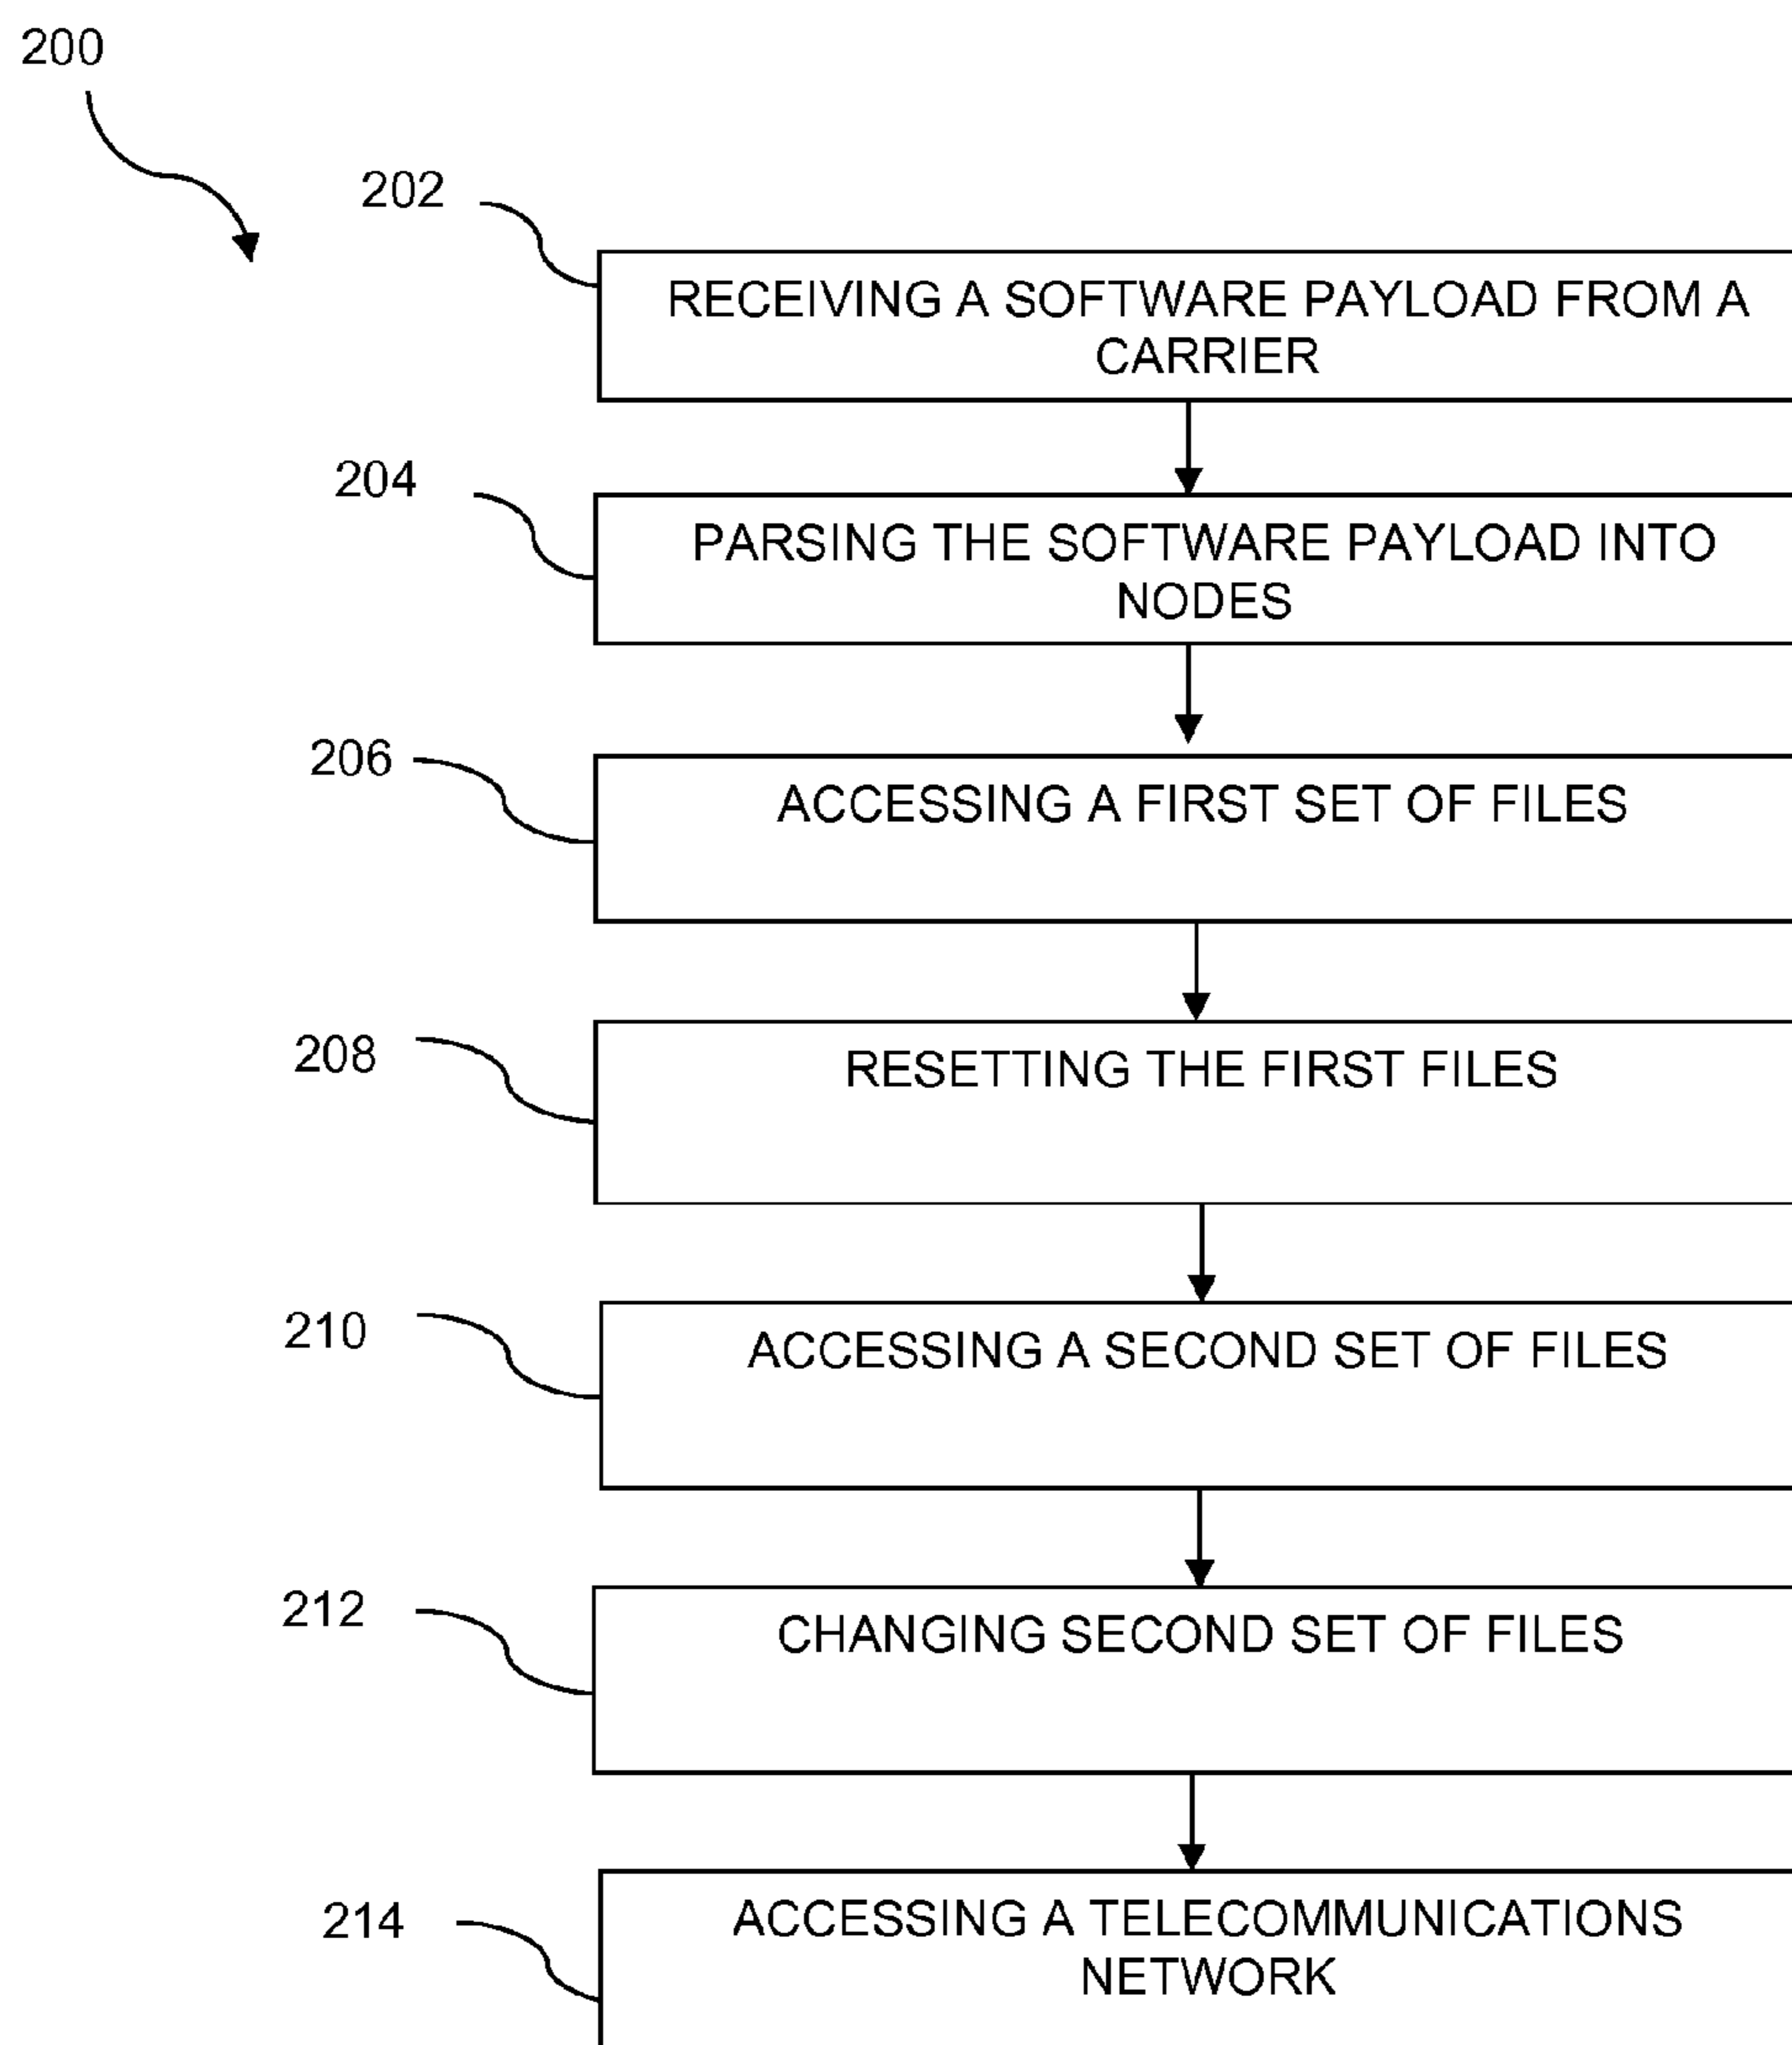 200
202
RECEIVING A SOFTWARE PAYLOAD FROM A
CARRIER
204
PARSING THE SOFTWARE PAYLOAD INTO
NODES
206
ACCESSING A FIRST SET OF FILES
208
RESETTING THE FIRST FILES
210
ACCESSING A SECOND SET OF FILES
212
CHANGING SECOND SET OF FILES
214
ACCESSING A TELECOMMUNICATIONS
NETWORK